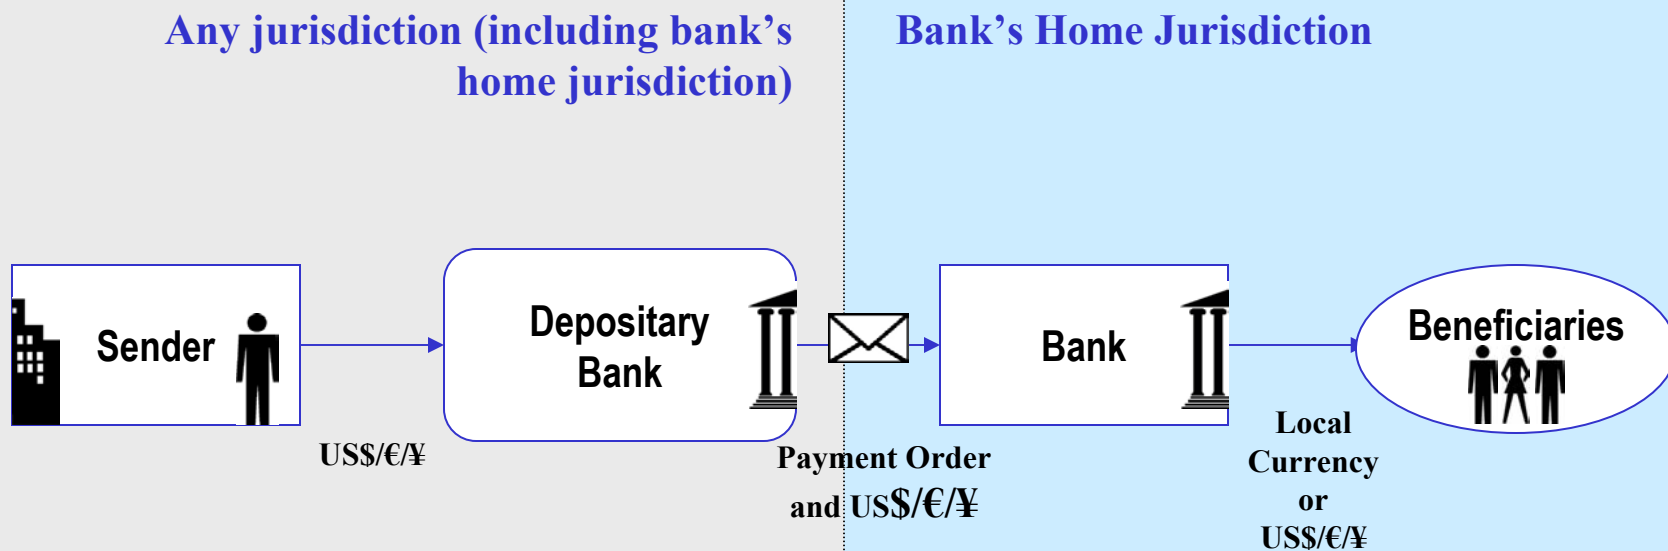 Any jurisdiction (including bank’s
home jurisdiction)
Bank’s Home Jurisdiction
Sender
Depositary
Bank
Bank
Beneficiaries
US$/€/¥
Payment Order
and US$/€/¥
Local
Currency
or
US$/€/¥